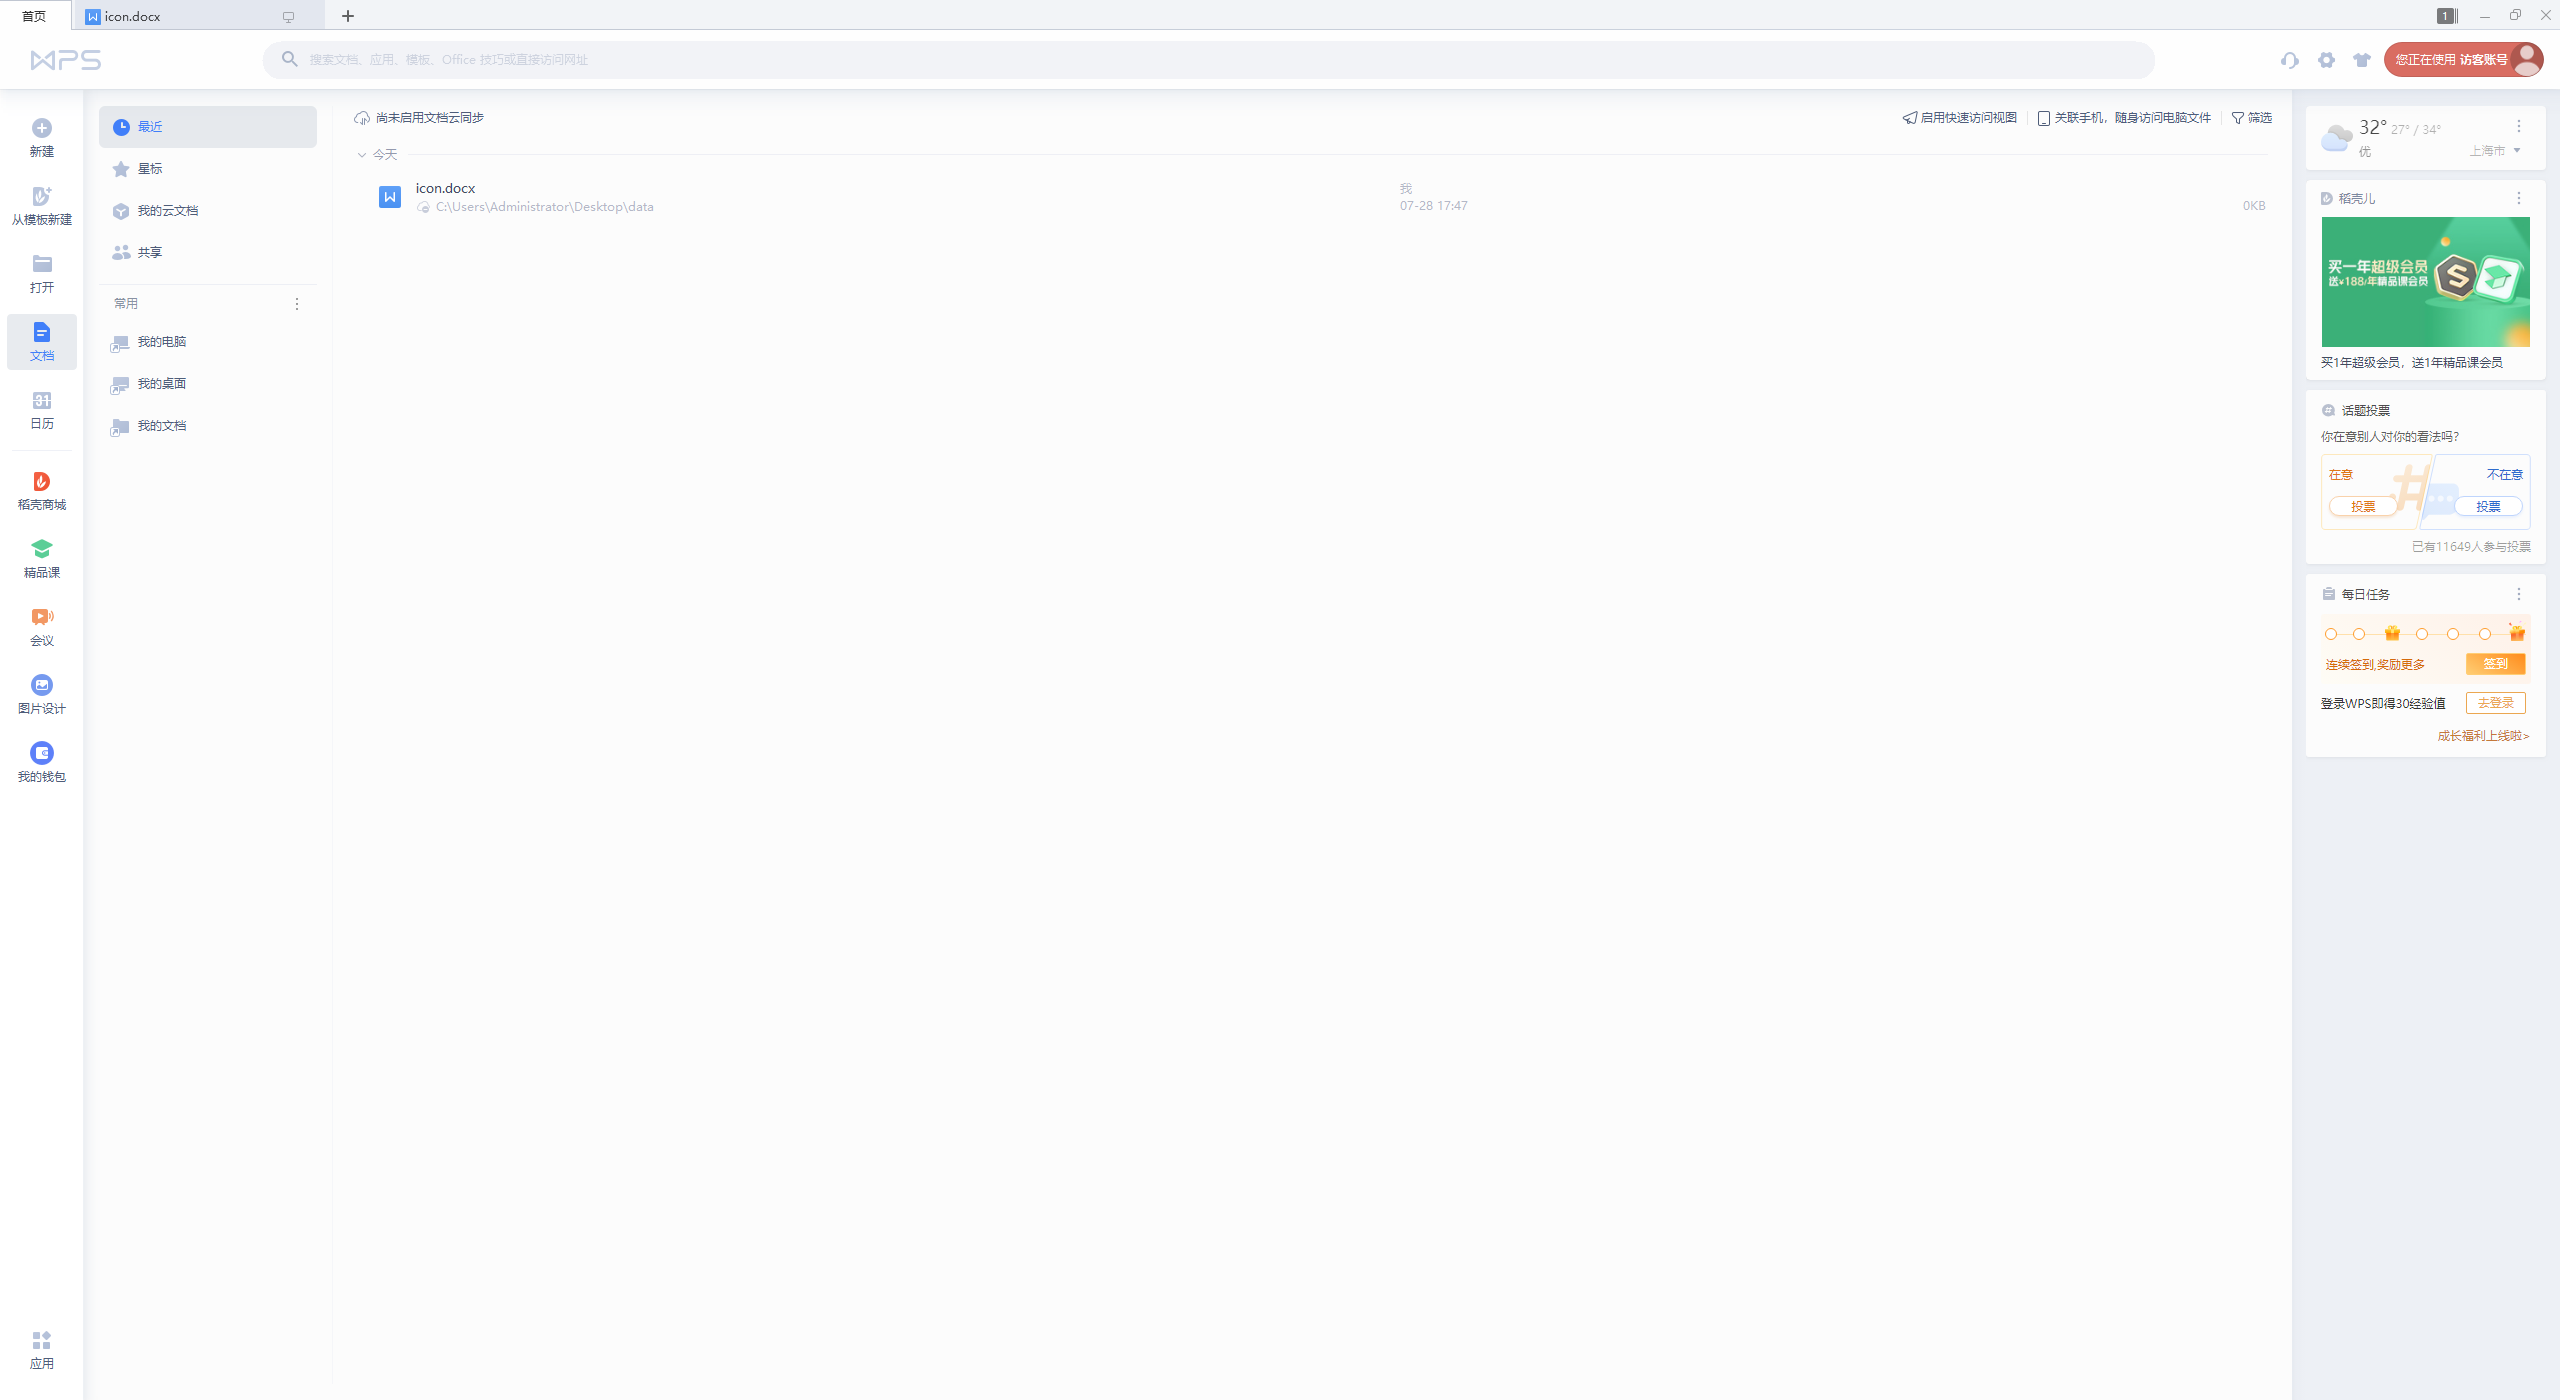 首页
icon.docx
1
WPS
搜索文档、应用、模板、Office 技巧或直接访问网址
您正在使用 访客账号
新建
从模板新建
打开
文档
31
日历
稻壳商城
精品课
会议
图片设计
我的钱包
应用
最近
星标
我的云文档
共享
常用
我的电脑
我的桌面
我的文档
尚未启用文档云同步
启用快速访问视图
关联手机，随身访问电脑文件
筛选
今天
icon.docx
C:\Users\Administrator\Desktop\data
我
07-28 17:47
0KB
32° 27° / 34°
优
上海市
稻壳儿
买一年超级会员
送¥188/年精品课会员
买1年超级会员，送1年精品课会员
话题投票
你在意别人对你的看法吗?
在意
不在意
投票
投票
已有11649人参与投票
每日任务
连续签到,奖励更多
签到
登录WPS即得30经验值
去登录
成长福利上线啦>